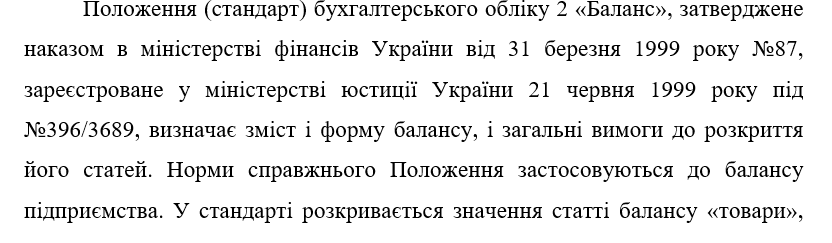 Положення (стандарт) бухгалтерського обліку 2 «Баланс», затверджене
наказом в міністерстві фінансів України від 31 березня 1999 року №87,
зареєстроване у міністерстві юстиції України 21 червня 1999 року під
№396/3689, визначає зміст і форму балансу, і загальні вимоги до розкриття
його статей. Норми справжнього Положення застосовуються до балансу
підприємства. У стандарті розкривається значення статті балансу «товари»,